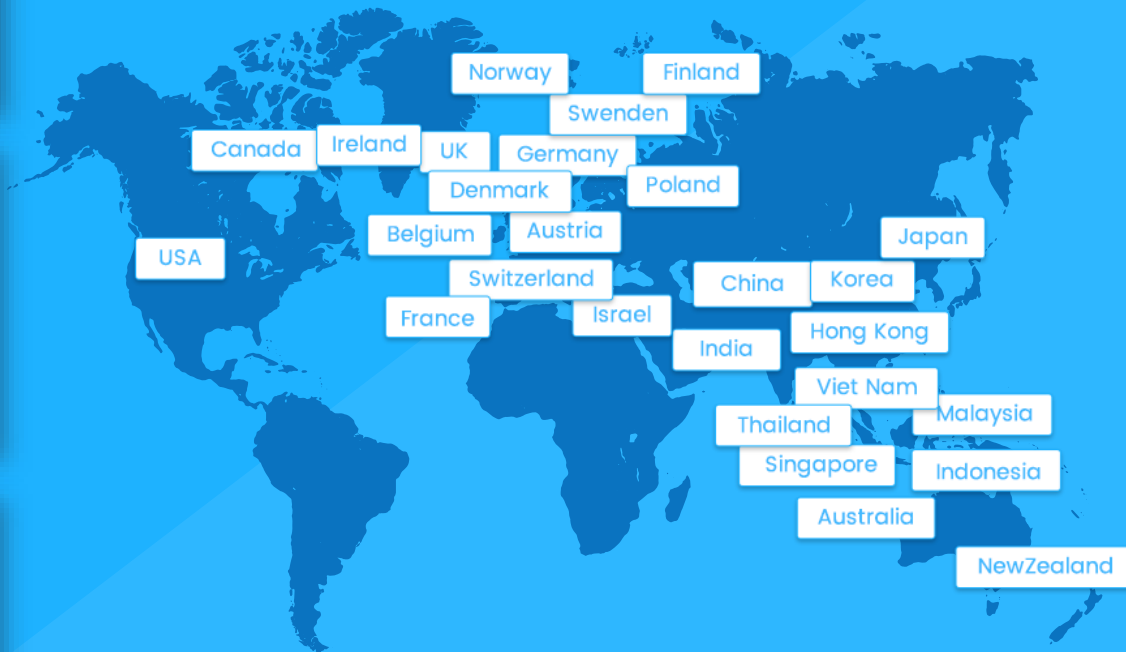 Norway
Finland
Swenden
Canada
Ireland
UK
Germany
Denmark
Poland
Belgium
Austria
Japan
USA
Switzerland
China
Korea
France
Israel
Hong Kong
India
Viet Nam
Malaysia
Thailand
Singapore
Indonesia
Australia
NewZealand